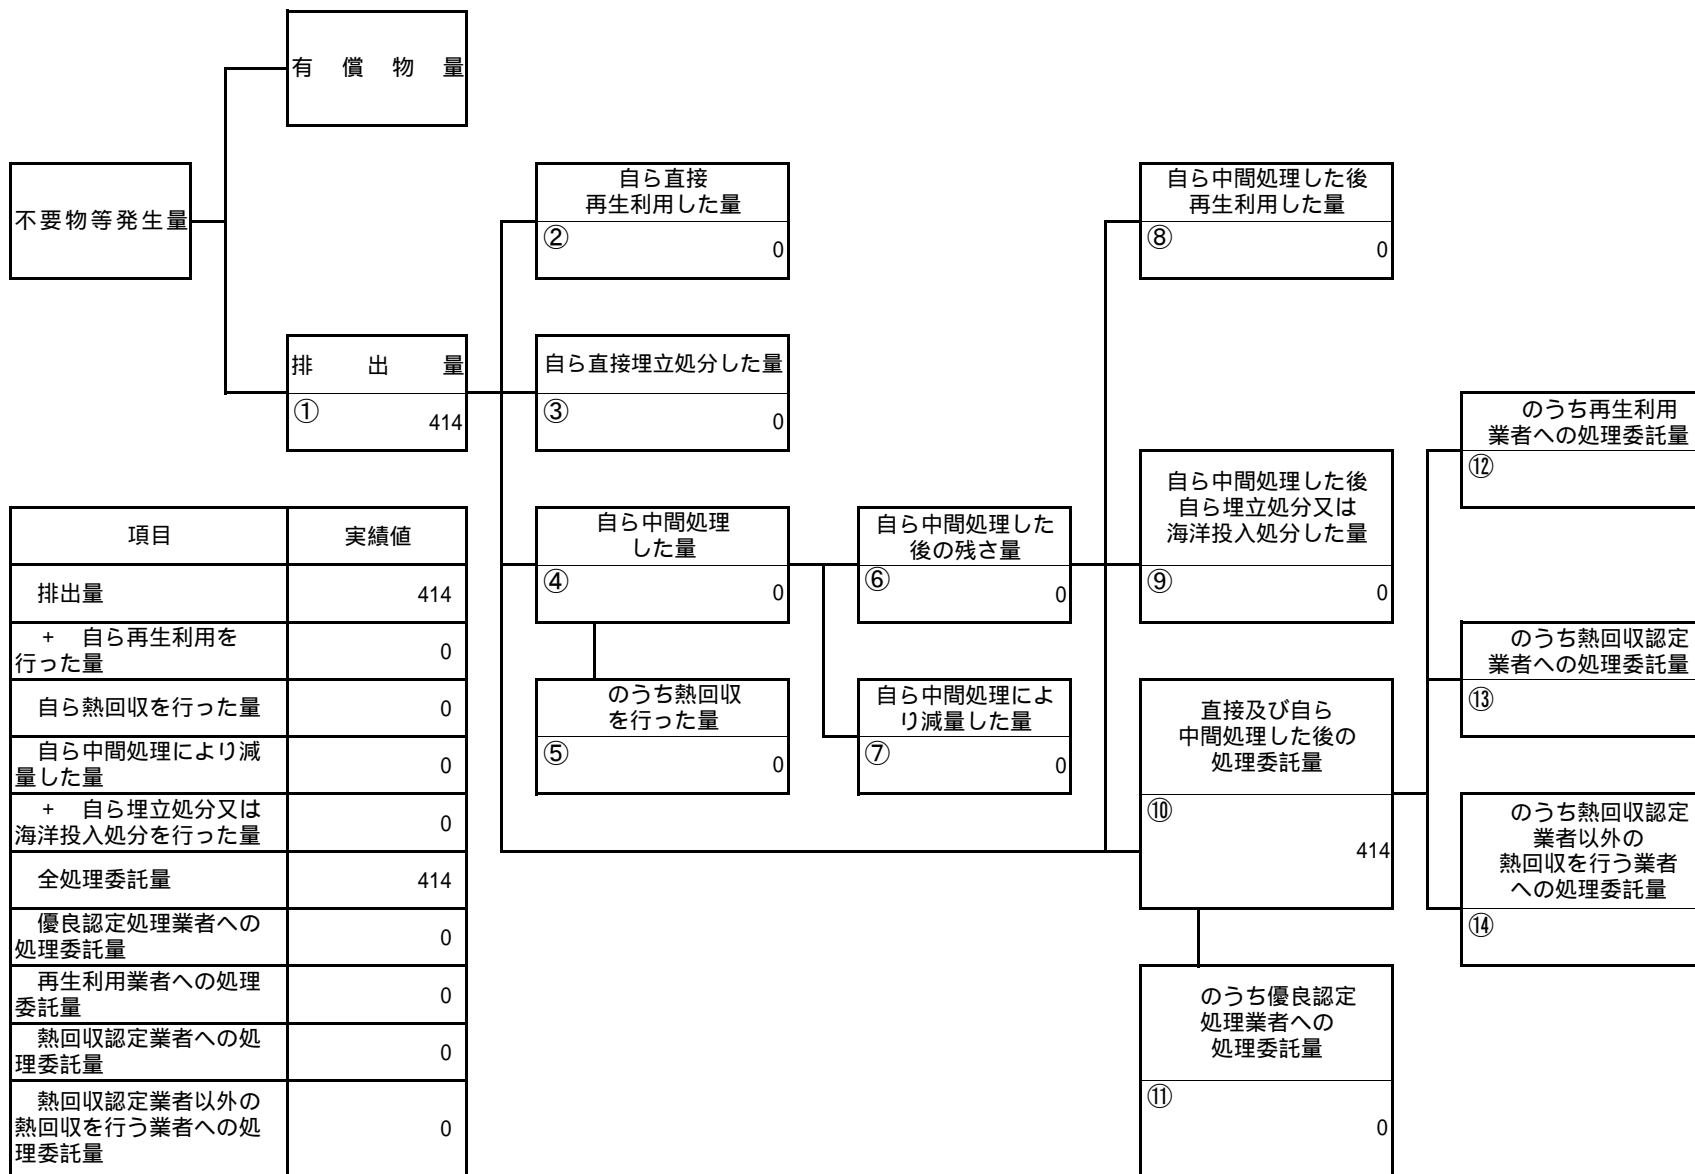 有償物量
不要物等発生量
自ら直接
再生利用した量
②
0
自ら中間処理した後
再生利用した量
⑧
0
排出量
①
414
自ら直接埋立処分した量
③
0
のうち再生利用
業者への処理委託量
⑫
自ら中間処理
した量
④
0
自ら中間処理した
後の残さ量
⑥
0
自ら中間処理した後
自ら埋立処分又は
海洋投入処分した量
⑨
0
のうち熱回収
を行った量
⑤
0
自ら中間処理によ
り減量した量
⑦
0
直接及び自ら
中間処理した後の
処理委託量
⑩
414
のうち熱回収認定
業者への処理委託量
⑬
のうち熱回収認定
業者以外の
熱回収を行う業者
への処理委託量
⑭
のうち優良認定
処理業者への
処理委託量
⑪
0
項目 実績値
排出量 414
+ 自ら再生利用を
行った量 0
自ら熱回収を行った量 0
自ら中間処理により減
量した量 0
+ 自ら埋立処分又は
海洋投入処分を行った量 0
全処理委託量 414
優良認定処理業者への
処理委託量 0
再生利用業者への処理
委託量 0
熱回収認定業者への処
理委託量 0
熱回収認定業者以外の
熱回収を行う業者への処
理委託量 0